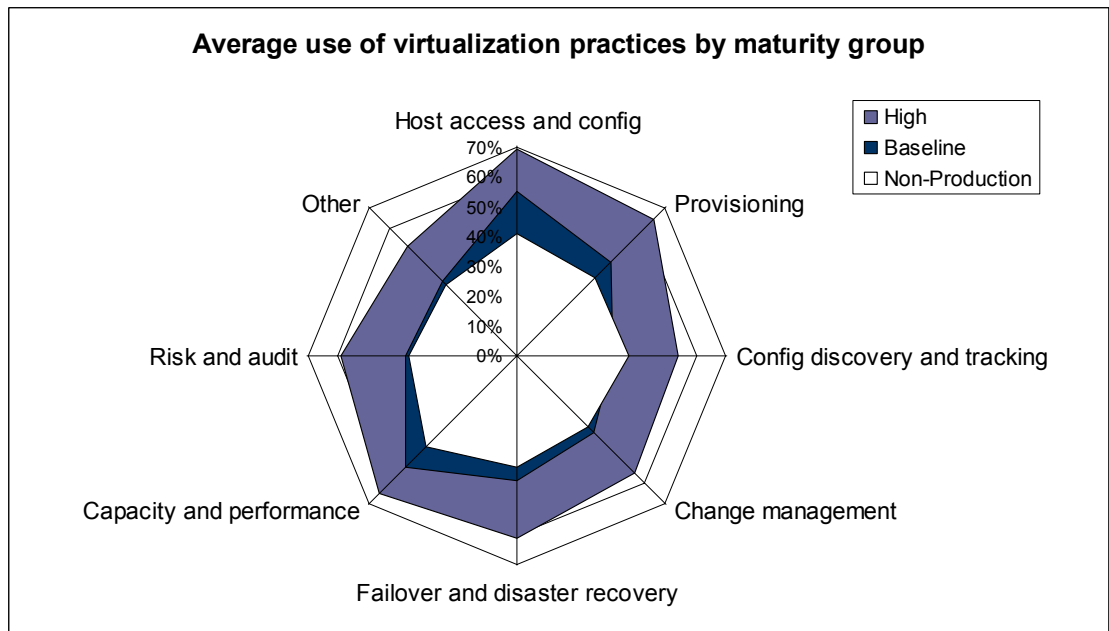 Average use of virtualization practices by maturity group
High
Baseline
Non-Production
Host access and config
70%
60%
50%
40%
30%
20%
10%
0%
Other
Provisioning
Risk and audit
Config discovery and tracking
Capacity and performance
Change management
Failover and disaster recovery